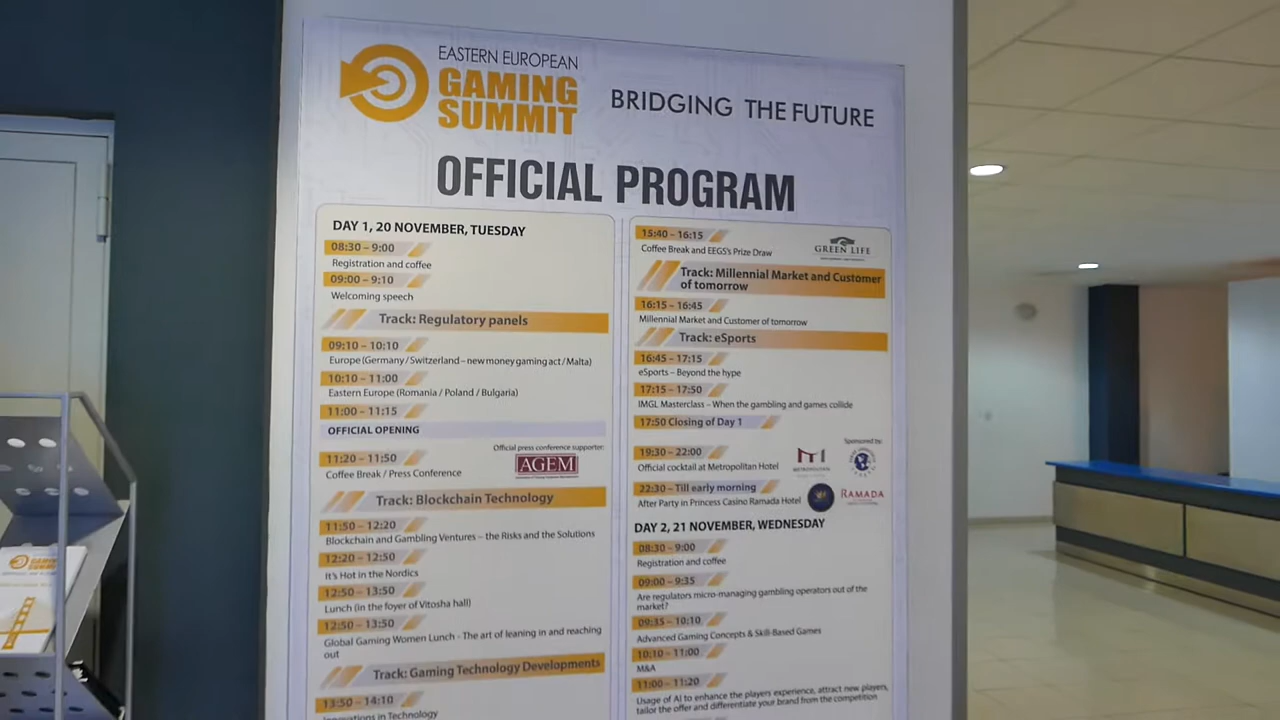 EASTERN EUROPEAN
GAMING
SUMMIT
BRIDGING THE FUTURE
OFFICIAL PROGRAM
DAY 1, 20 NOVEMBER, TUESDAY
08:30 – 9:00
Registration and coffee
09:00 – 9:10
Welcoming speech
Track: Regulatory panels
09:10 – 10:10
Europe (Germany / Switzerland – new money gaming act / Malta)
10:10 – 11:00
Eastern Europe (Romania / Poland / Bulgaria)
11:00 – 11:15
OFFICIAL OPENING
11:20 – 11:50
Coffee Break / Press Conference
Official press conference supporter:
AGEM
Track: Blockchain Technology
11:50 – 12:20
Blockchain and Gambling Ventures – the Risks and the Solutions
12:20 – 12:50
It's Hot in the Nordics
12:50 – 13:50
Lunch (in the foyer of Vitosha hall)
12:50 – 13:50
Global Gaming Women Lunch - The art of leaning in and reaching
out
Track: Gaming Technology Developments
13:50 – 14:10
Innovations in Technology
15:40 – 16:15
Coffee Break and EEGS's Prize Draw
GREEN LIFE
Track: Millennial Market and Customer
of tomorrow
16:15 – 16:45
Millennial Market and Customer of tomorrow
Track: eSports
16:45 – 17:15
eSports – Beyond the hype
17:15 – 17:50
IMGL Masterclass – When the gambling and games collide
17:50 Closing of Day 1
Sponsored by:
19:30 – 22:00
Official cocktail at Metropolitan Hotel
METROPOLITAN
22:30 – Till early morning
After Party in Princess Casino Ramada Hotel
RAMADA
DAY 2, 21 NOVEMBER, WEDNESDAY
08:30 – 9:00
Registration and coffee
09:00 – 9:35
Are regulators micro-managing gambling operators out of the
market?
09:35 – 10:10
Advanced Gaming Concepts & Skill-Based Games
10:10 – 11:00
M&A
11:00 – 11:20
Usage of AI to enhance the players experience, attract new players,
tailor the offer and differentiate your brand from the competition
GAMING
SUMMIT